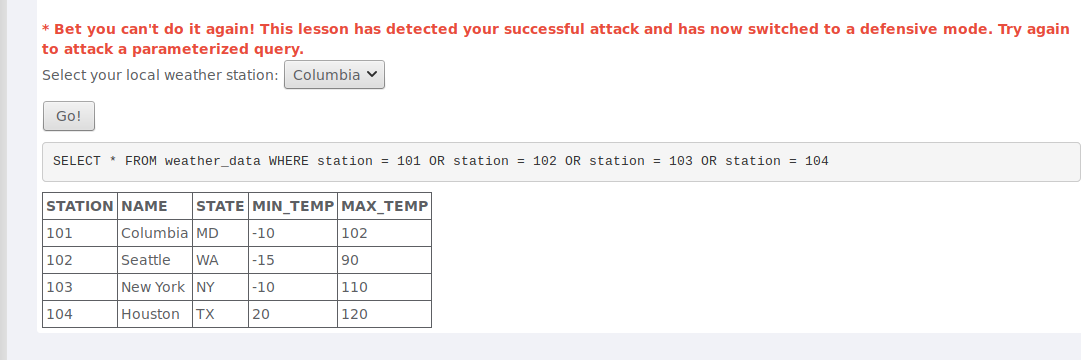 * Bet you can't do it again! This lesson has detected your successful attack and has now switched to a defensive mode. Try again
to attack a parameterized query.
Select your local weather station: Columbia
Go!
SELECT * FROM weather_data WHERE station = 101 OR station = 102 OR station = 103 OR station = 104
STATION NAME STATE MIN_TEMP MAX_TEMP
101 Columbia MD -10 102
102 Seattle WA -15 90
103 New York NY -10 110
104 Houston TX 20 120